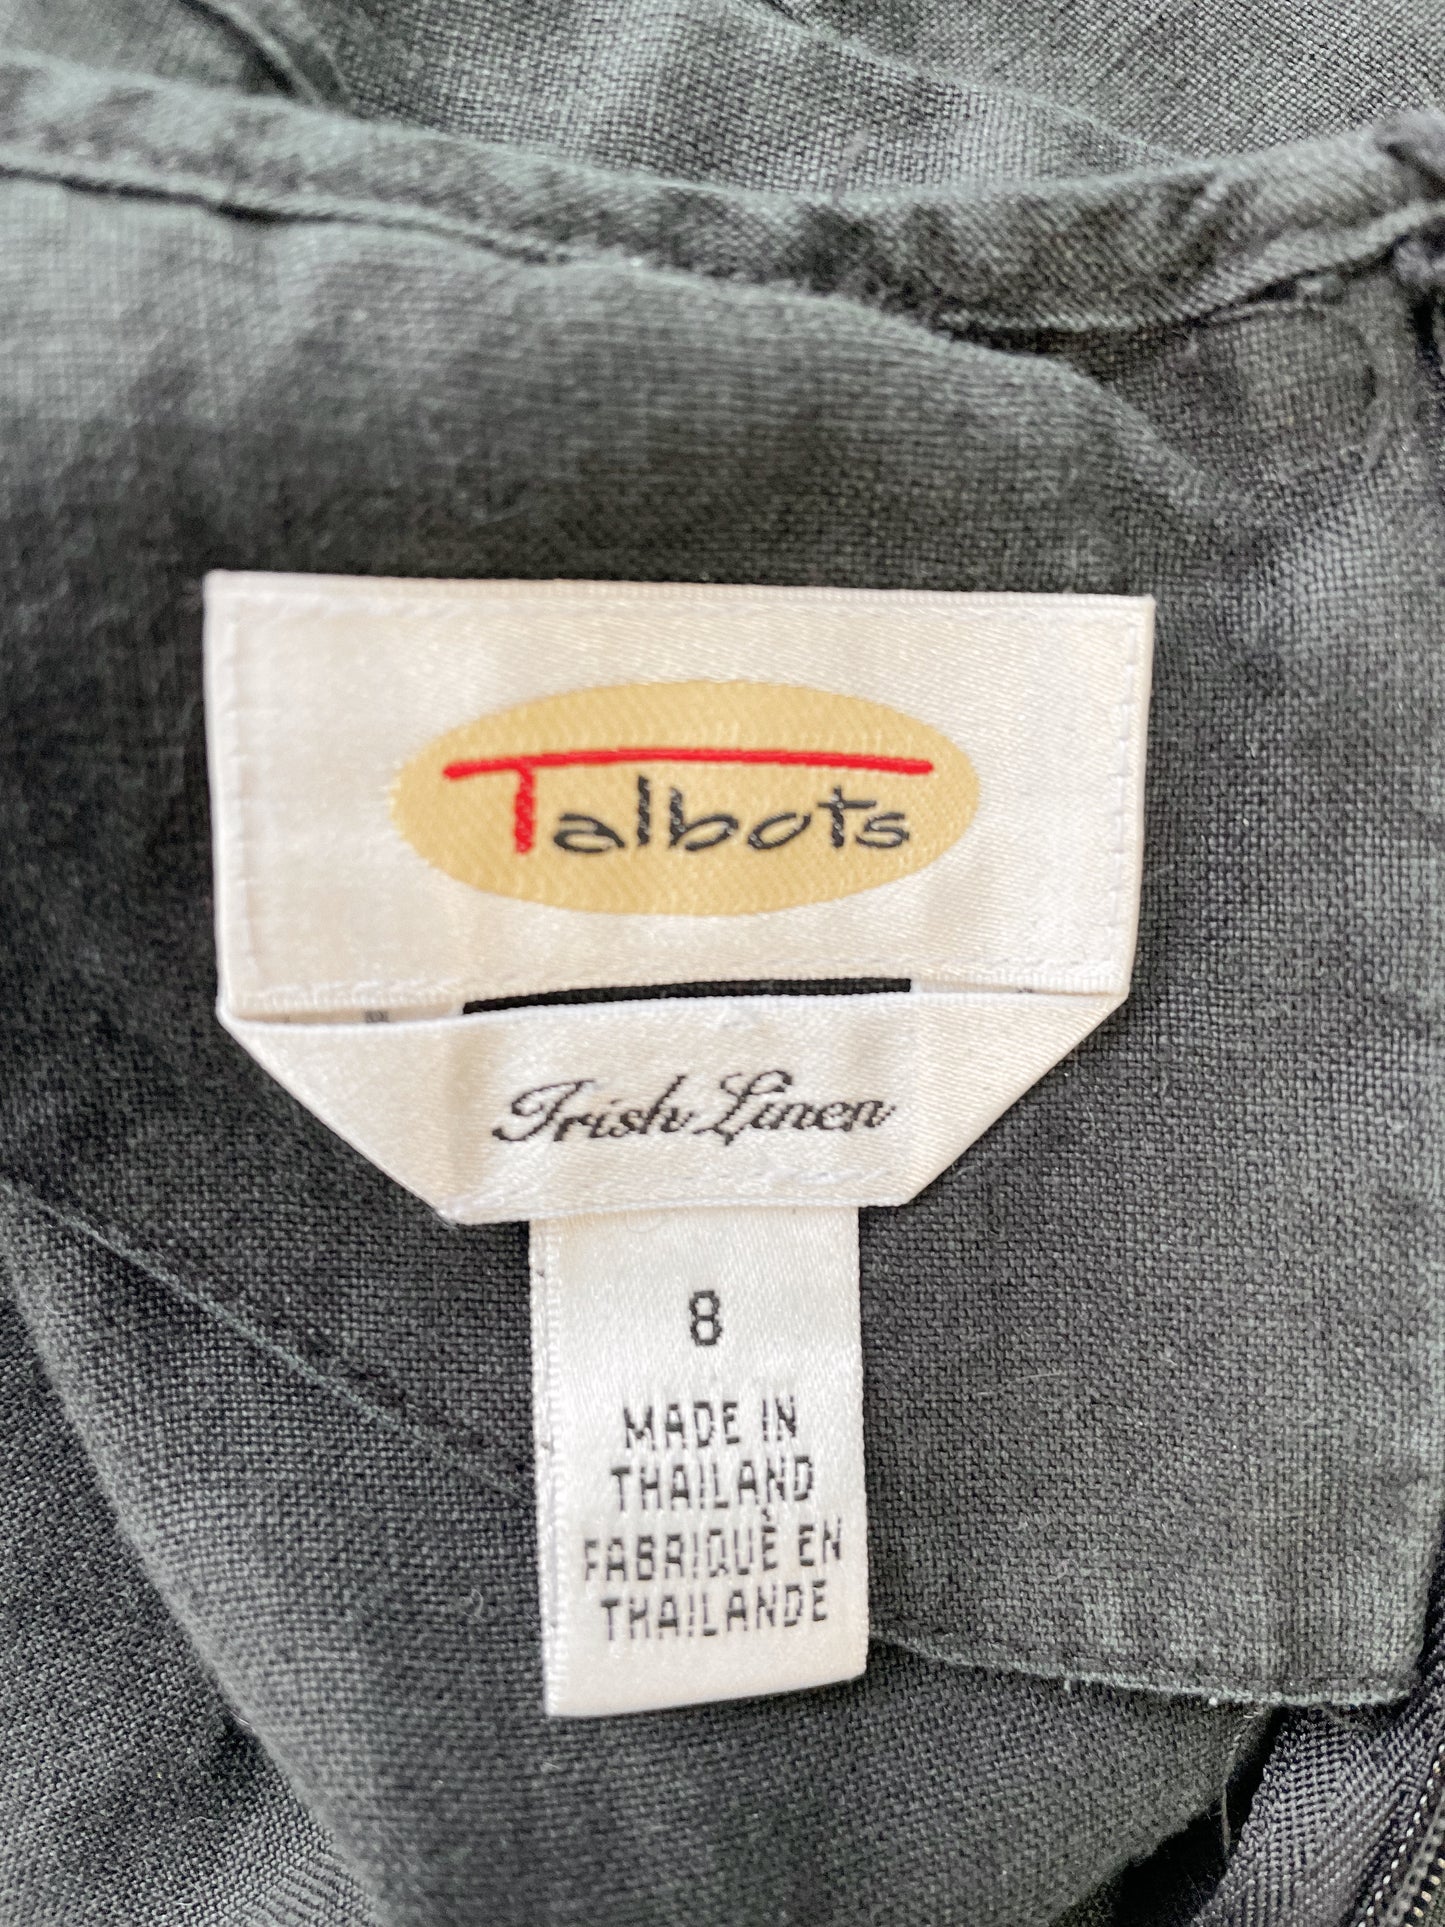 Talbots
Irish Linen
8
MADE IN
THAILAND
FABRIQUÉ EN
THAILANDE